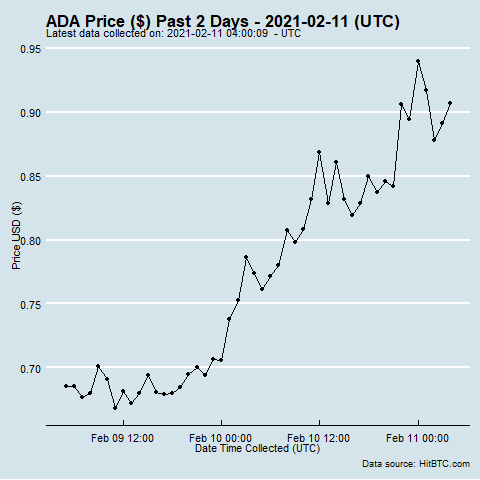 ADA Price ($) Past 2 Days - 2021-02-11 (UTC)
Latest data collected on: 2021-02-11 04:00:09  - UTC
0.95
0.90
0.85
0.80
0.75
0.70
Price USD ($)
Feb 09 12:00
Feb 10 00:00
Feb 10 12:00
Feb 11 00:00
Date Time Collected (UTC)
Data source: HitBTC.com